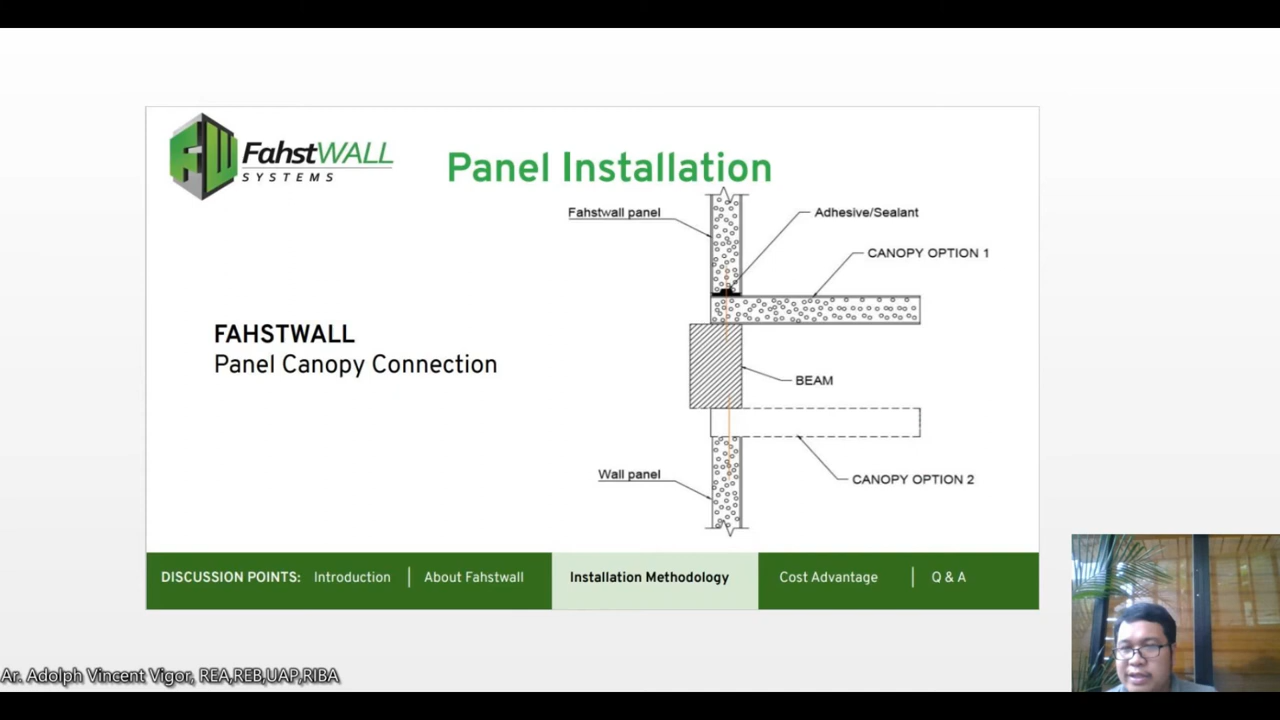 FahstWALL
SYSTEMS
Panel Installation
Fahstwall panel
Adhesive/Sealant
CANOPY OPTION 1
FAHSTWALL
Panel Canopy Connection
BEAM
Wall panel
CANOPY OPTION 2
DISCUSSION POINTS: Introduction | About Fahstwall Installation Methodology Cost Advantage | Q & A
Ar. Adolph Vincent Vigor, REA,REB,UAP,RIBA